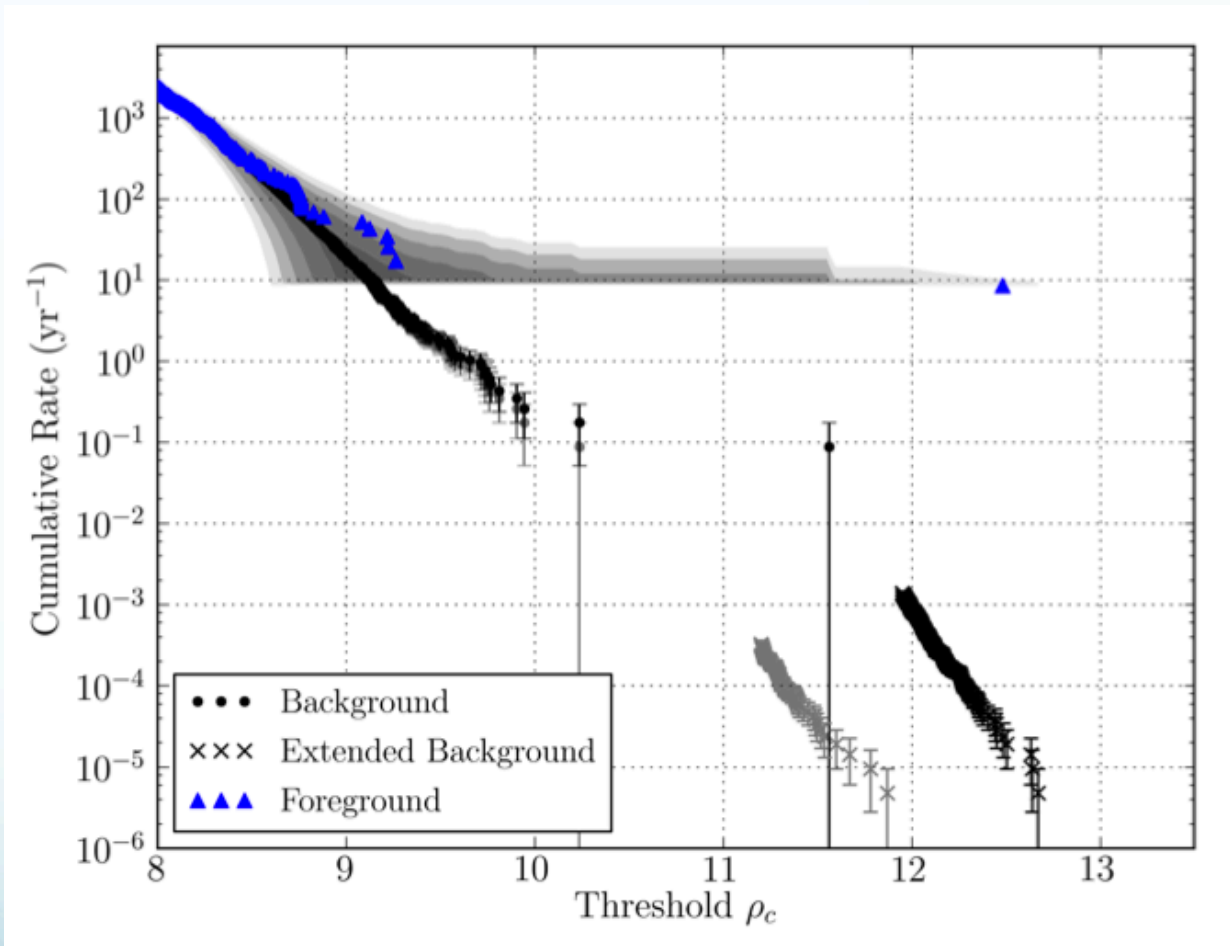 Cumulative Rate (yr⁻¹)
10³
10²
10¹
10⁰
10⁻¹
10⁻²
10⁻³
10⁻⁴
10⁻⁵
10⁻⁶
Background
Extended Background
Foreground
8 9 10 11 12 13
Threshold ρc